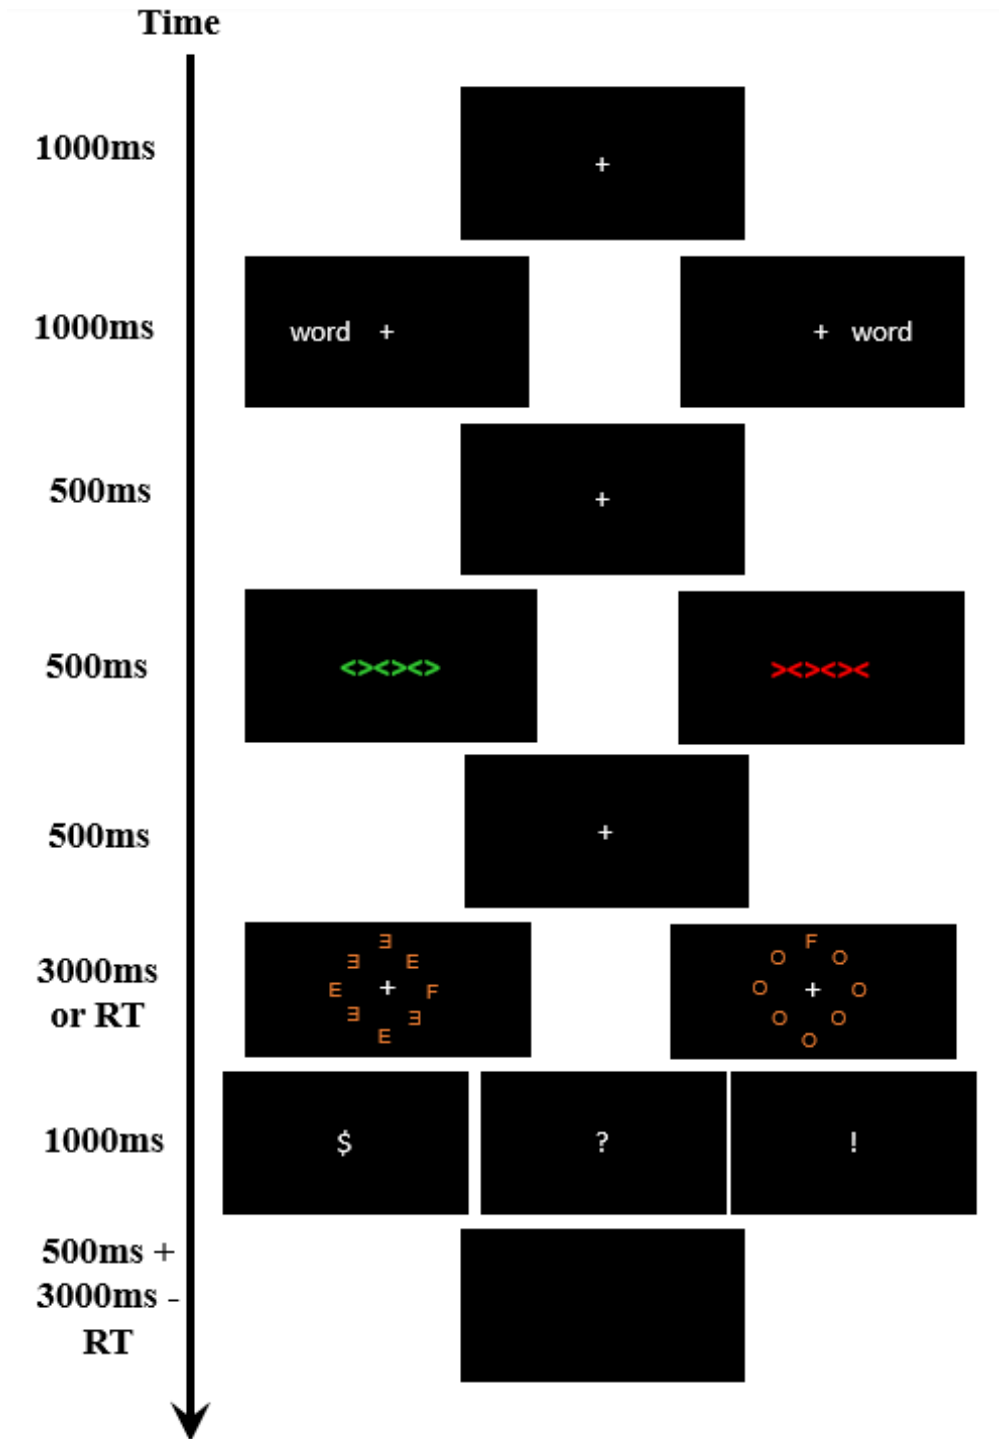 Time
1000ms
+
1000ms
word +
+ word
500ms
+
500ms
<><><>
><><><
500ms
+
3000ms
or RT
Ǝ
Ǝ E
E + F
Ǝ Ǝ
E
F
O O
O + O
O O
O
1000ms
$
?
!
500ms +
3000ms -
RT